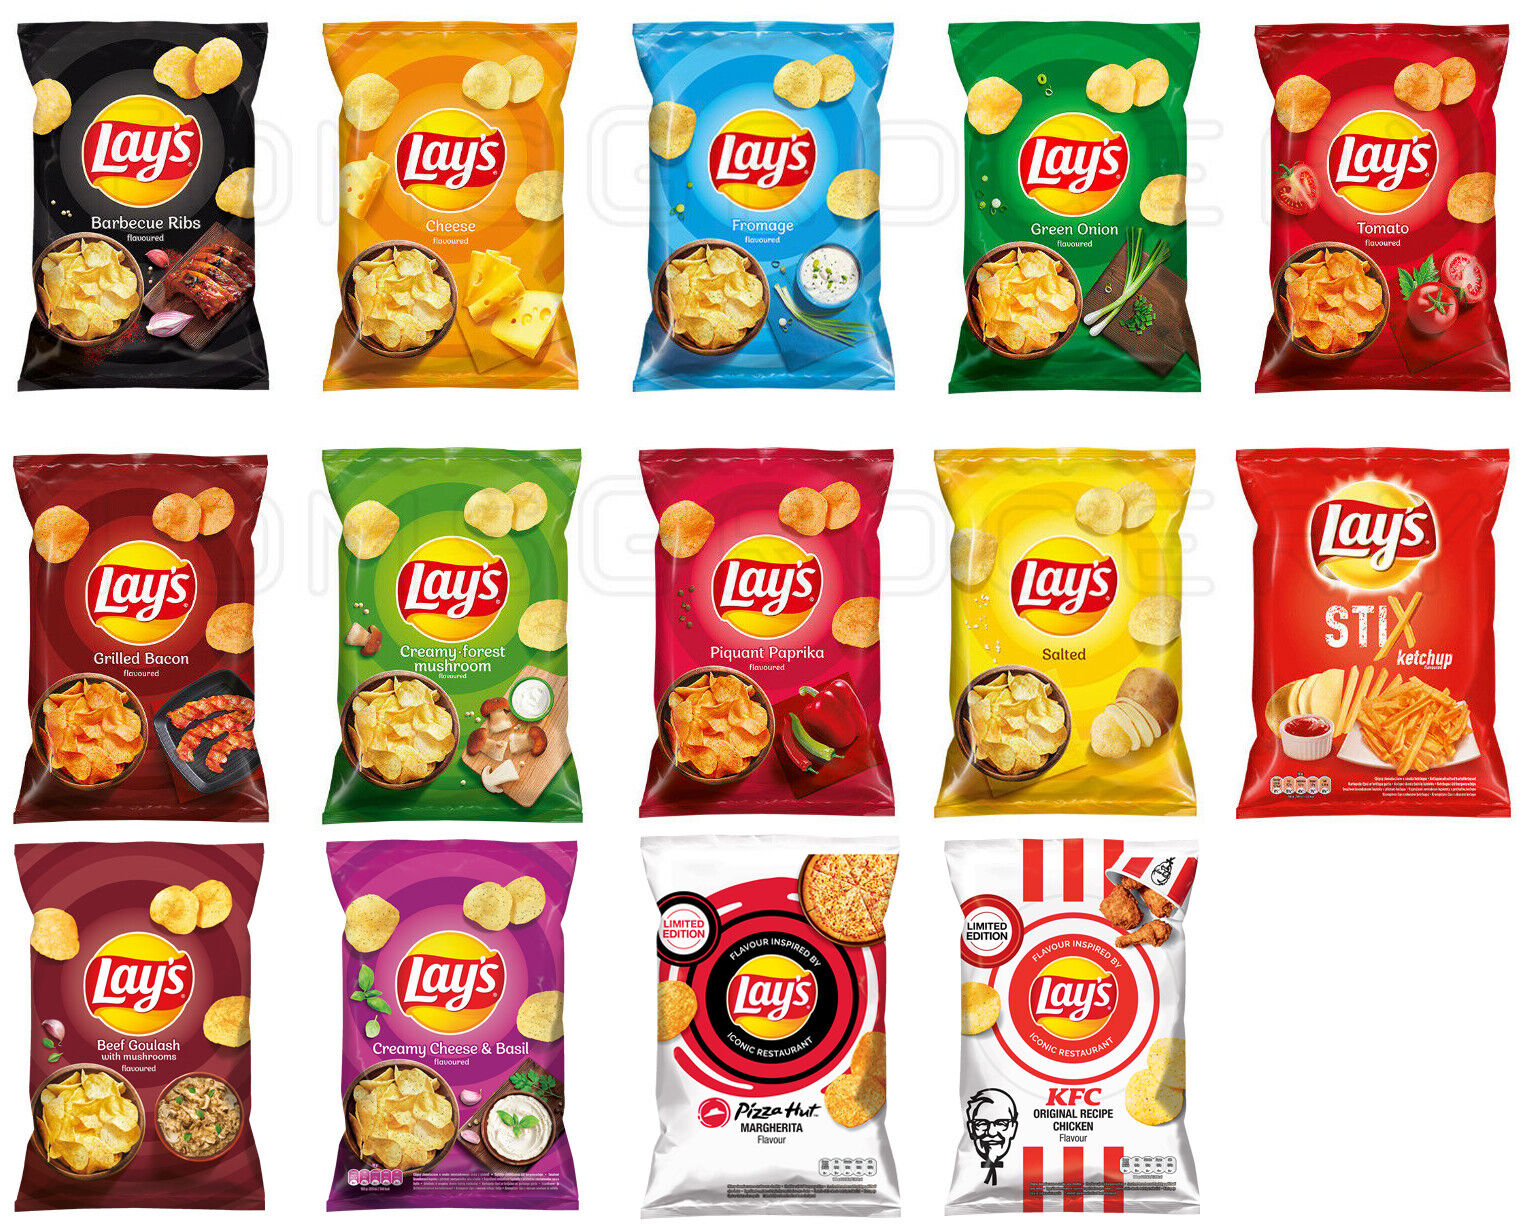 Lay's
Barbecue Ribs
flavoured
Lay's
Cheese
flavoured
Lay's
Fromage
flavoured
Lay's
Green Onion
flavoured
Lay's
Tomato
flavoured
Lay's
Grilled Bacon
flavoured
Lay's
Creamy-forest
mushroom
flavoured
Lay's
Piquant Paprika
flavoured
Lay's
Salted
Lay's
STIX
ketchup
flavoured
Lay's
Beef Goulash
with mushrooms
flavoured
Lay's
Creamy Cheese & Basil
flavoured
LIMITED
EDITION
FLAVOUR INSPIRED BY
Lay's
ICONIC RESTAURANT
Pizza Hut
MARGHERITA
Flavour
LIMITED
EDITION
FLAVOUR INSPIRED BY
Lay's
ICONIC RESTAURANT
KFC
ORIGINAL RECIPE
CHICKEN
Flavour